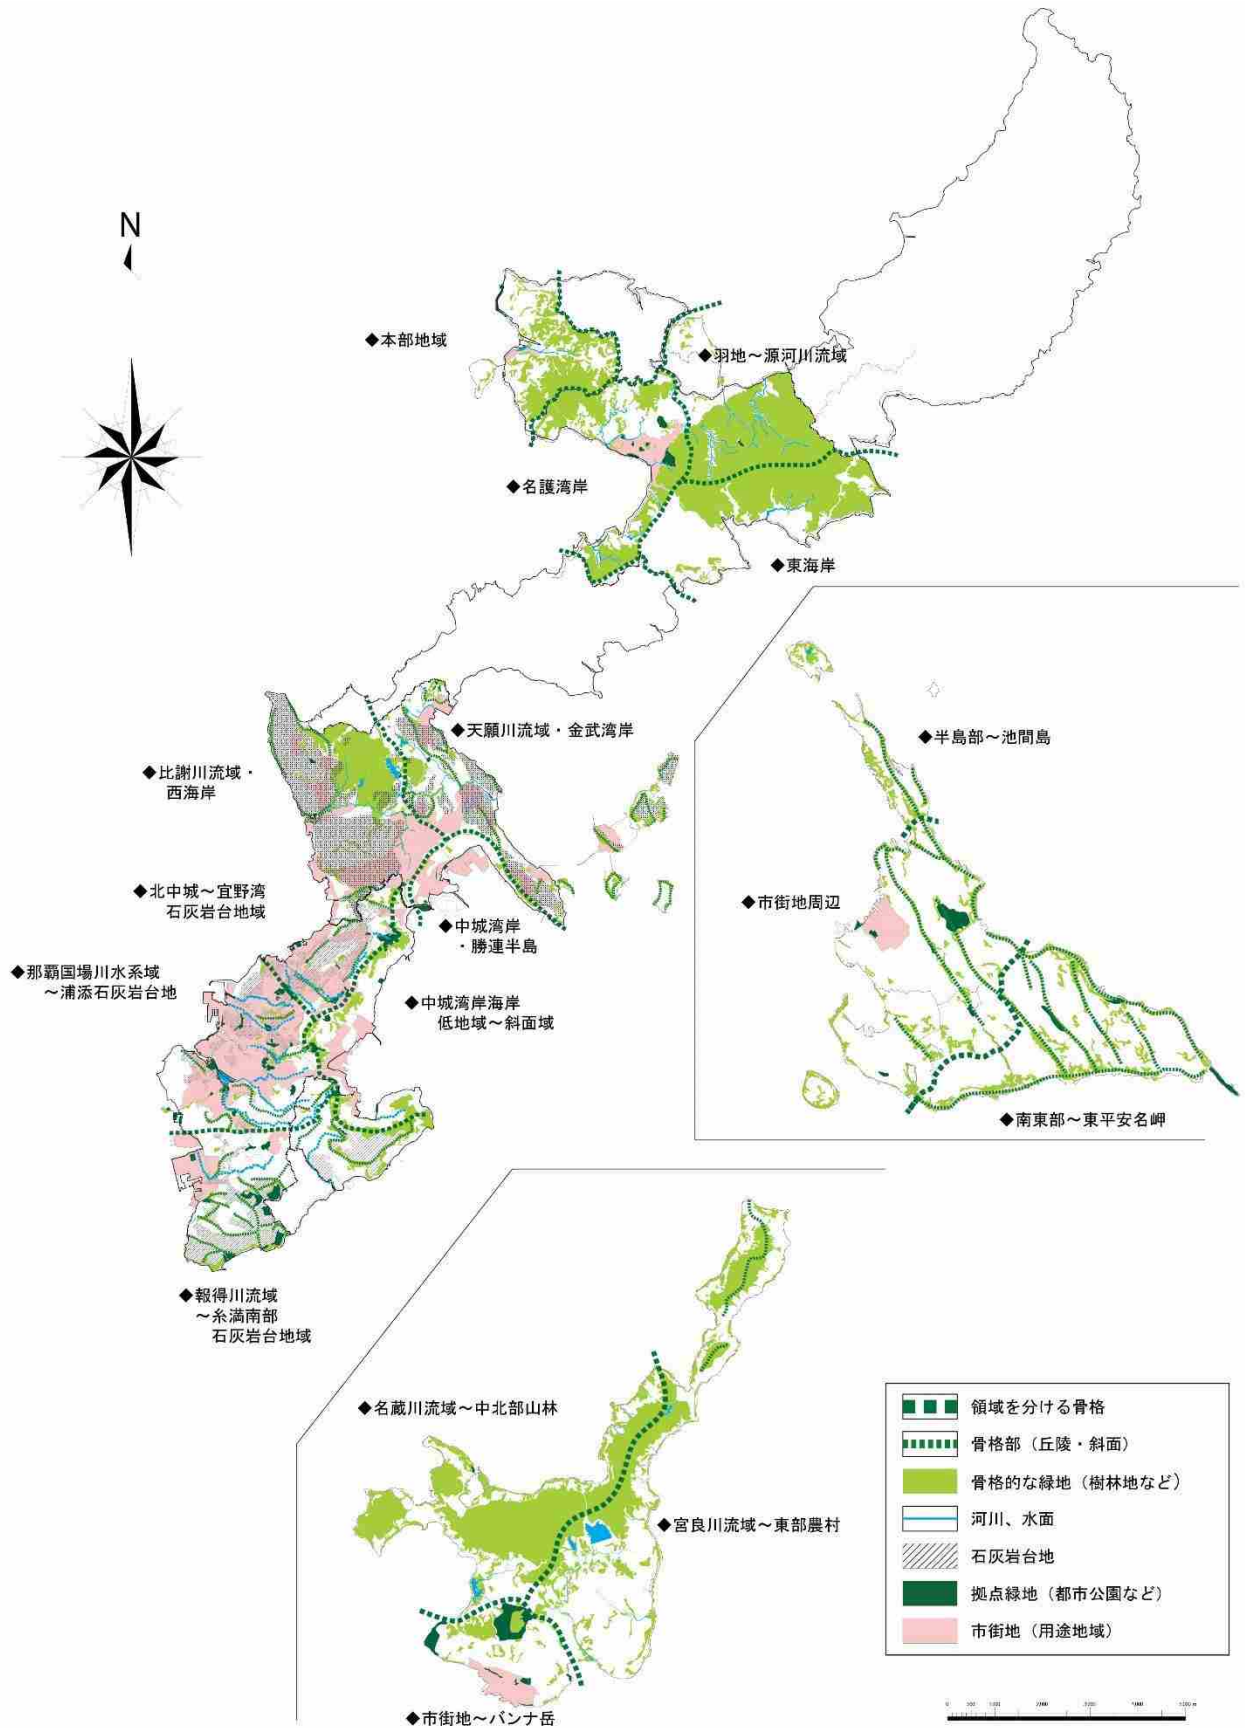 N
◆本部地域
◆羽地~源河川流域
◆名護湾岸
◆東海岸
◆天願川流域・金武湾岸
◆比謝川流域・
西海岸
◆北中城~宜野湾
石灰岩台地域
◆中城湾岸
・勝連半島
◆那覇国場川水系域
~浦添石灰岩台地
◆中城湾岸海岸
低地域~斜面域
◆報得川流域
~糸満南部
石灰岩台地域
◆半島部~池間島
◆市街地周辺
◆南東部~東平安名岬
◆名蔵川流域~中北部山林
◆宮良川流域~東部農村
◆市街地~バンナ岳
領域を分ける骨格
骨格部（丘陵・斜面）
骨格的な緑地（樹林地など）
河川、水面
石灰岩台地
拠点緑地（都市公園など）
市街地（用途地域）